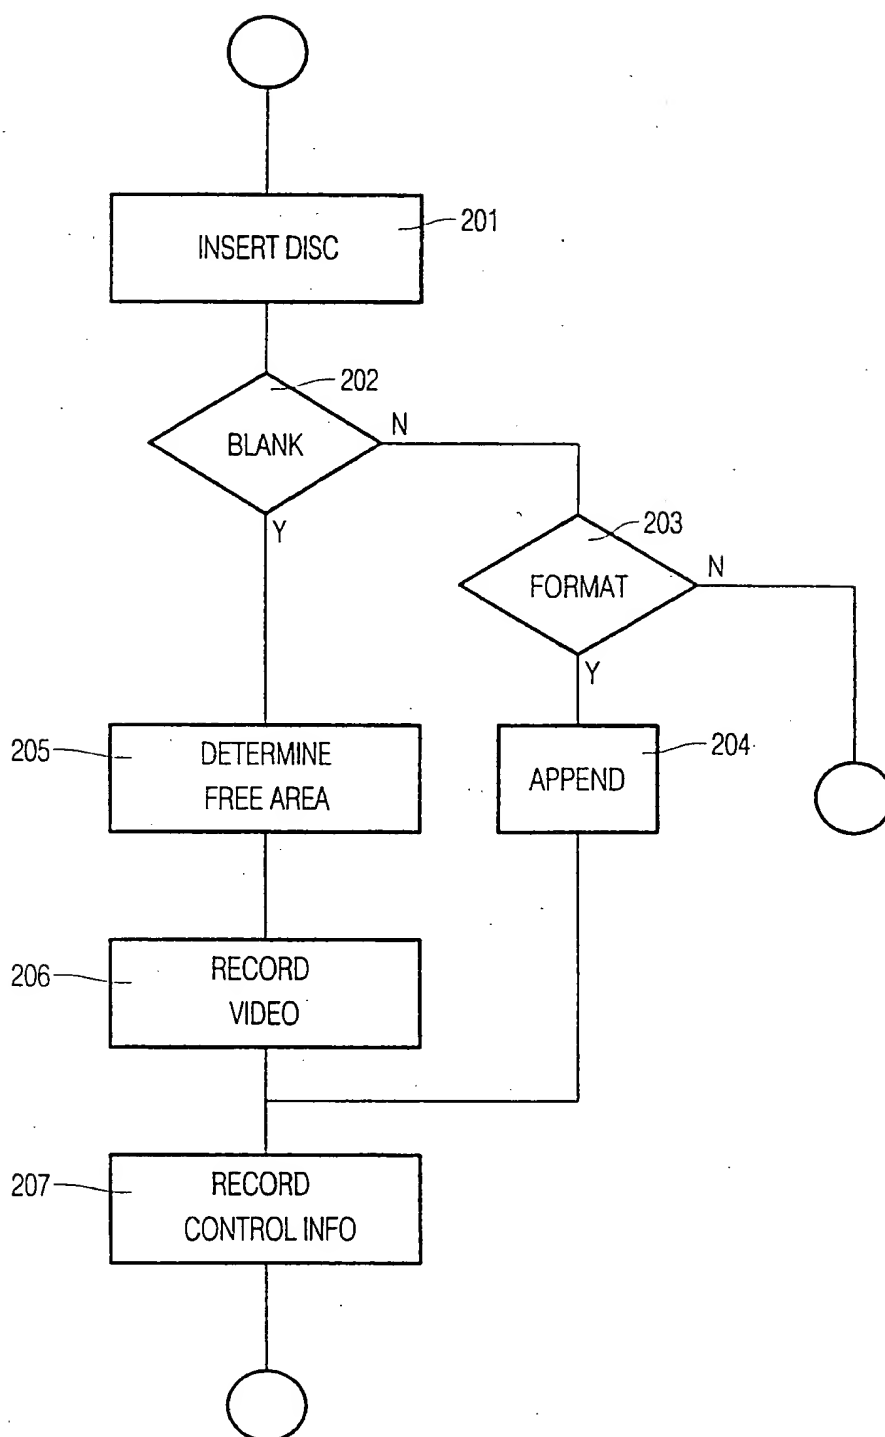 201
INSERT DISC
202
BLANK
N
Y
203
FORMAT
N
Y
205
DETERMINE
FREE AREA
204
APPEND
206
RECORD
VIDEO
207
RECORD
CONTROL INFO